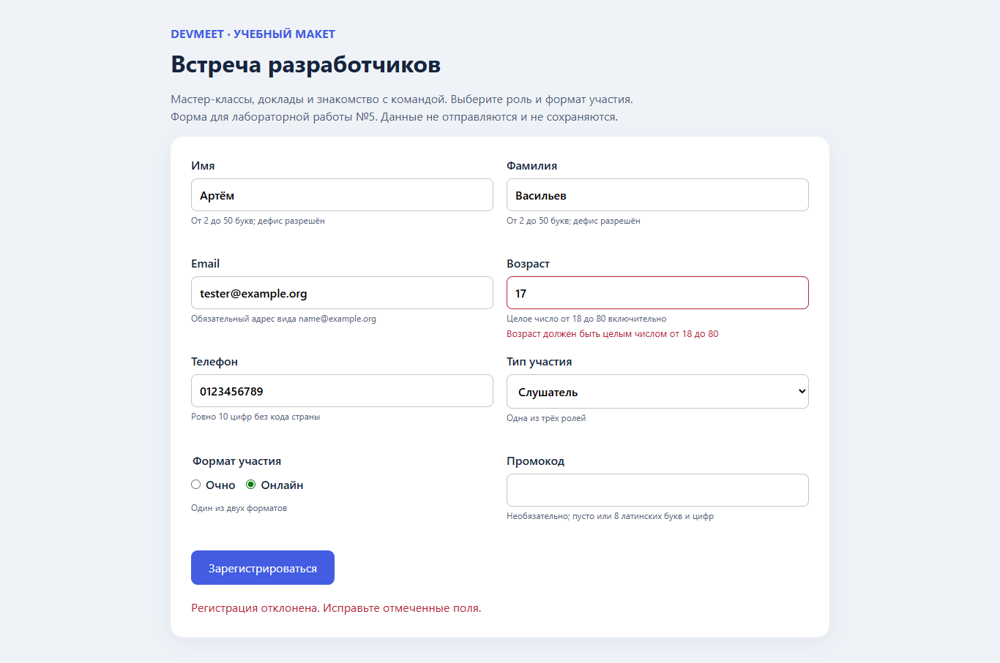 DEVMEET · УЧЕБНЫЙ МАКЕТ
Встреча разработчиков
Мастер-классы, доклады и знакомство с командой. Выберите роль и формат участия.
Форма для лабораторной работы №5. Данные не отправляются и не сохраняются.
Имя
Артём
От 2 до 50 букв; дефис разрешён
Фамилия
Васильев
От 2 до 50 букв; дефис разрешён
Email
tester@example.org
Обязательный адрес вида name@example.org
Возраст
17
Целое число от 18 до 80 включительно
Возраст должен быть целым числом от 18 до 80
Телефон
0123456789
Ровно 10 цифр без кода страны
Тип участия
Слушатель
Одна из трёх ролей
Формат участия
Очно Онлайн
Один из двух форматов
Промокод
Необязательно; пусто или 8 латинских букв и цифр
Зарегистрироваться
Регистрация отклонена. Исправьте отмеченные поля.